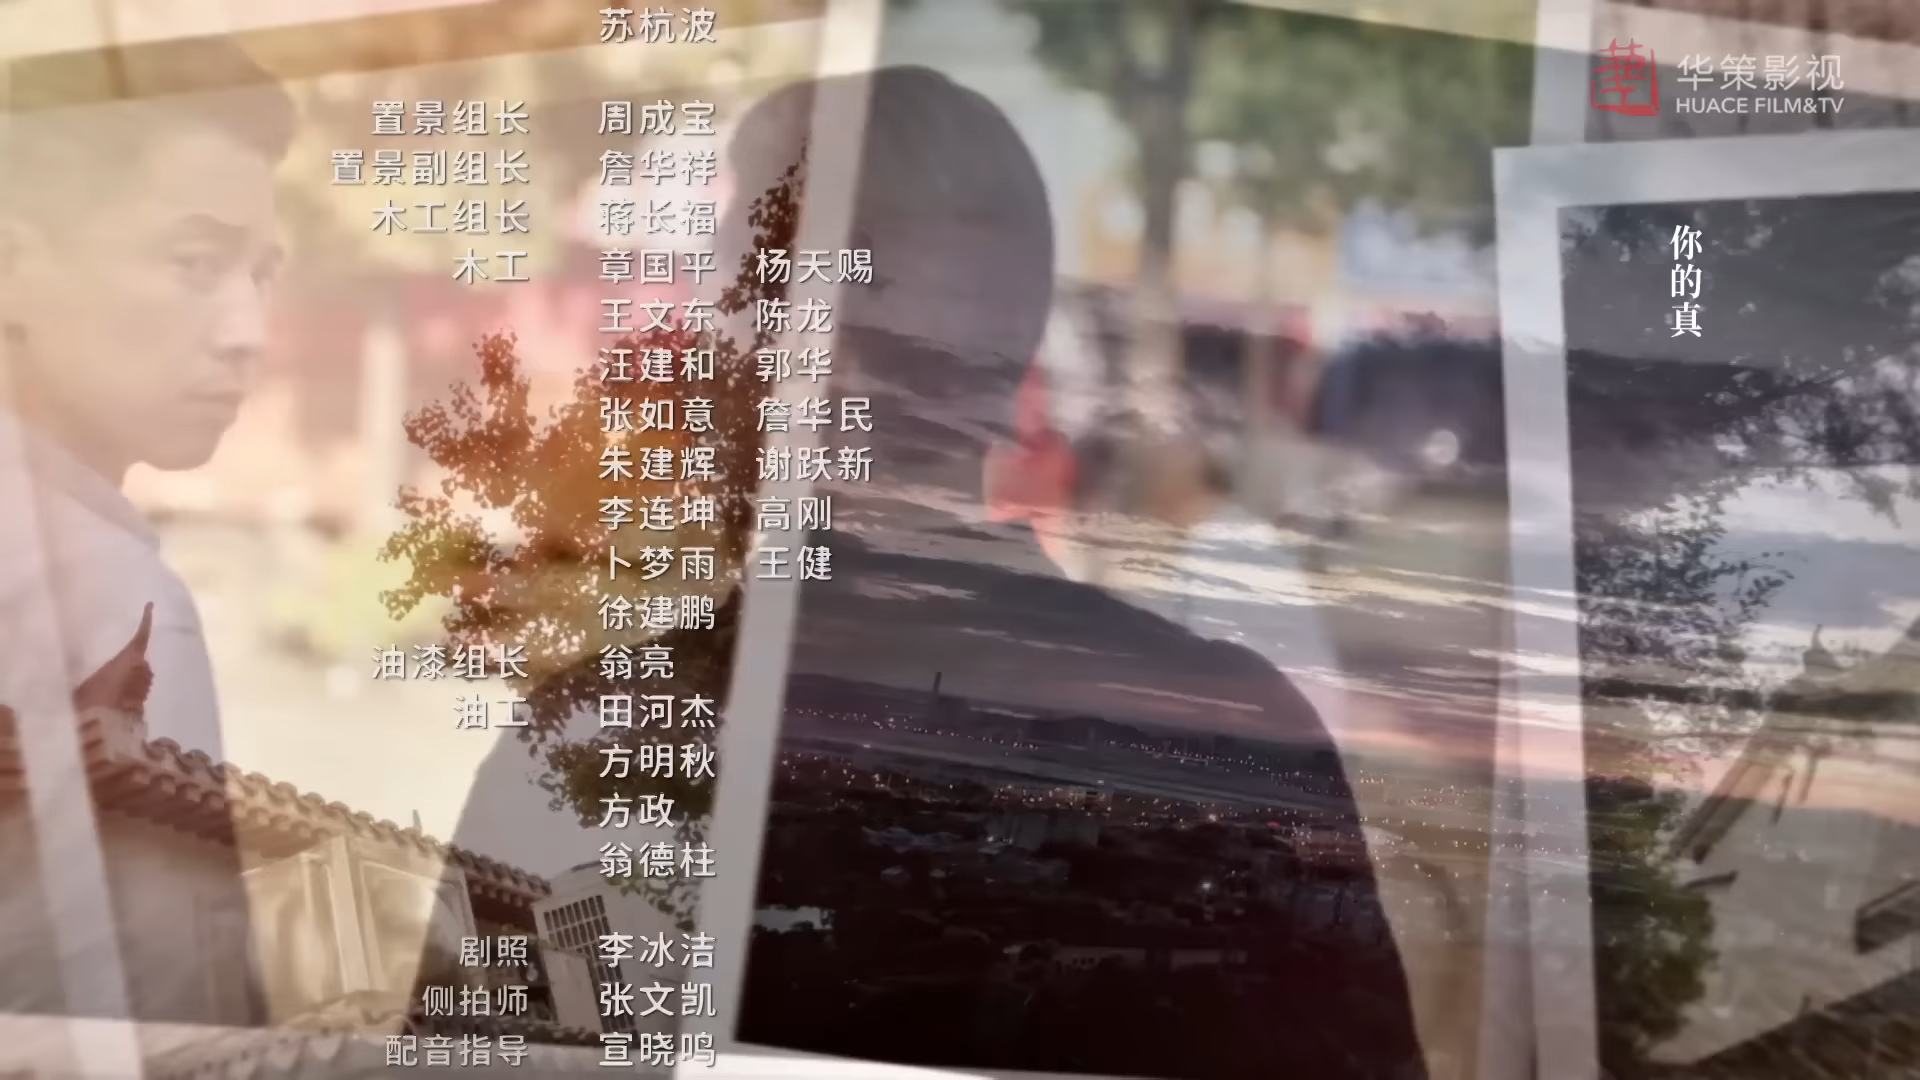 苏杭波
置景组长 周成宝
置景副组长 詹华祥
木工组长 蒋长福
木工 章国平 杨天赐
王文东 陈龙
汪建和 郭华
张如意 詹华民
朱建辉 谢跃新
李连坤 高刚
卜梦雨 王健
徐建鹏
油漆组长 翁亮
油工 田河杰
方明秋
方政
翁德柱
剧照 李冰洁
侧拍师 张文凯
配音指导 宣晓鸣
华策影视
HUACE FILM&TV
你的真